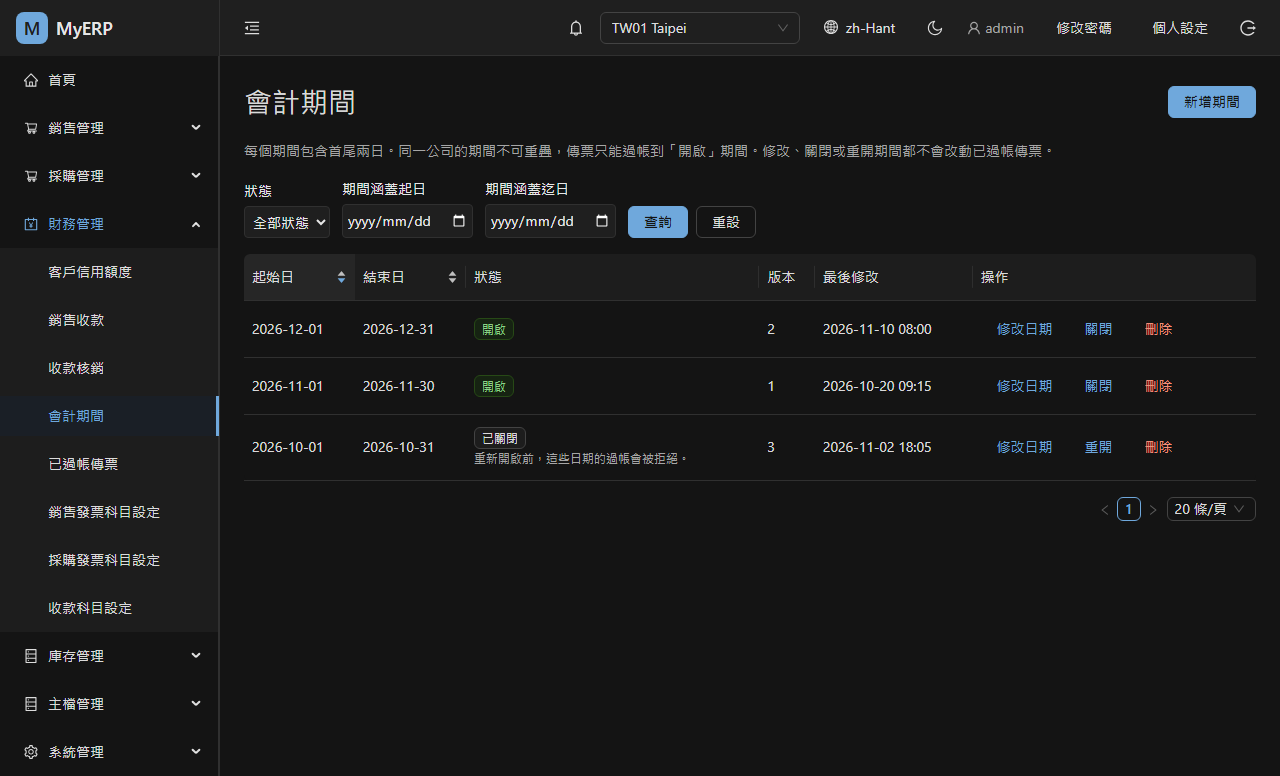 M MyERP
TW01 Taipei
zh-Hant
admin
修改密碼
個人設定
首頁
銷售管理
採購管理
財務管理
客戶信用額度
銷售收款
收款核銷
會計期間
已過帳傳票
銷售發票科目設定
採購發票科目設定
收款科目設定
庫存管理
主檔管理
系統管理
會計期間
新增期間
每個期間包含首尾兩日。同一公司的期間不可重疊，傳票只能過帳到「開啟」期間。修改、關閉或重開期間都不會改動已過帳傳票。
狀態 期間涵蓋起日 期間涵蓋迄日
全部狀態 yyyy/mm/dd yyyy/mm/dd 查詢 重設
起始日 結束日 狀態 版本 最後修改 操作
2026-12-01 2026-12-31 開啟 2 2026-11-10 08:00 修改日期 關閉 刪除
2026-11-01 2026-11-30 開啟 1 2026-10-20 09:15 修改日期 關閉 刪除
2026-10-01 2026-10-31 已關閉 3 2026-11-02 18:05 修改日期 重開 刪除
重新開啟前，這些日期的過帳會被拒絕。
< 1 > 20 條/頁